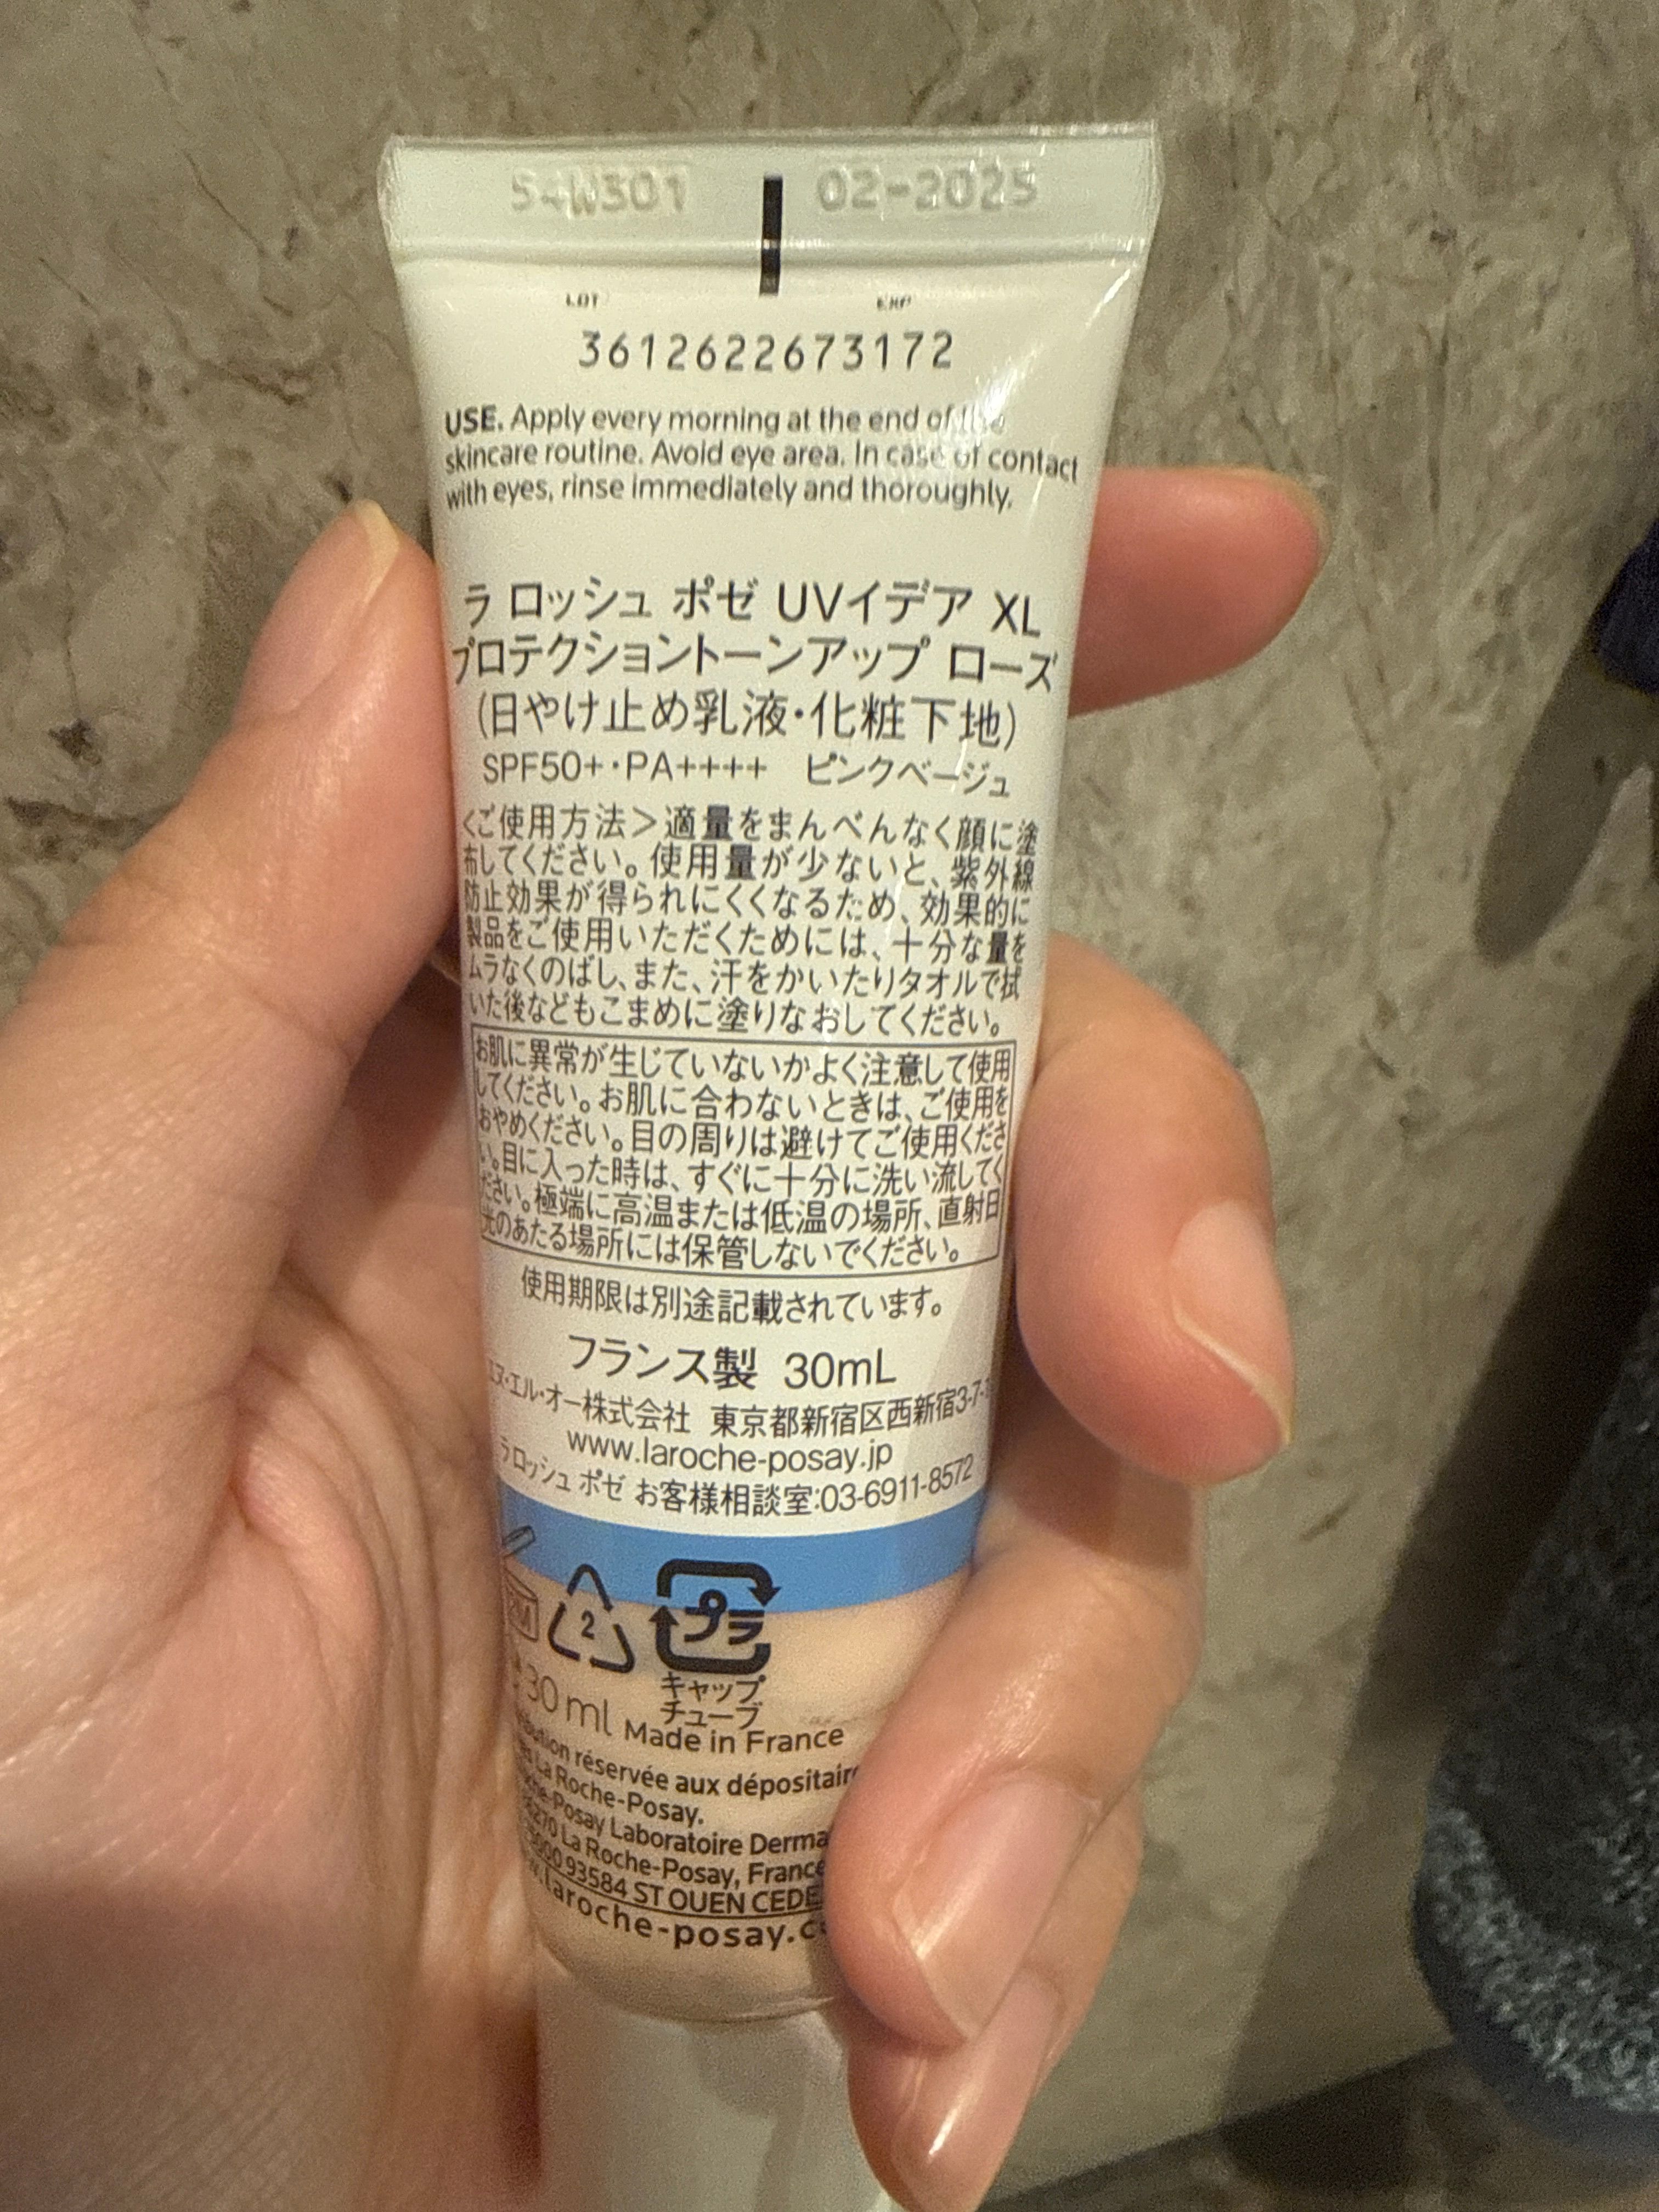 02-2025
LOT EXP
3612622673172
USE. Apply every morning at the end of the
skincare routine. Avoid eye area. In case of contact
with eyes, rinse immediately and thoroughly.
ラ ロッシュ ポゼ UVイデア XL
プロテクショントーンアップ ローズ
(日やけ止め乳液・化粧下地)
SPF50+・PA++++ ピンクベージュ
<ご使用方法>適量をまんべんなく顔に塗
布してください。使用量が少ないと、紫外線
防止効果が得られにくくなるため、効果的に
製品をご使用いただくためには、十分な量を
ムラなくのばし、また、汗をかいたりタオルで拭
いた後などもこまめに塗りなおしてください。
お肌に異常が生じていないかよく注意して使用
してください。お肌に合わないときは、ご使用を
おやめください。目の周りは避けてご使用くださ
い。目に入った時は、すぐに十分に洗い流してく
ださい。極端に高温または低温の場所、直射日
光のあたる場所には保管しないでください。
使用期限は別途記載されています。
フランス製 30mL
エヌ・エル・オー株式会社 東京都新宿区西新宿3-7-
www.laroche-posay.jp
ラ ロッシュ ポゼ お客様相談室:03-6911-8572
2 プラ
キャップ
チューブ
30 ml Made in France
réservée aux dépositair
La Roche-Posay.
Posay Laboratoire Derma
La Roche-Posay, France
93584 ST OUEN CEDE
laroche-posay.c